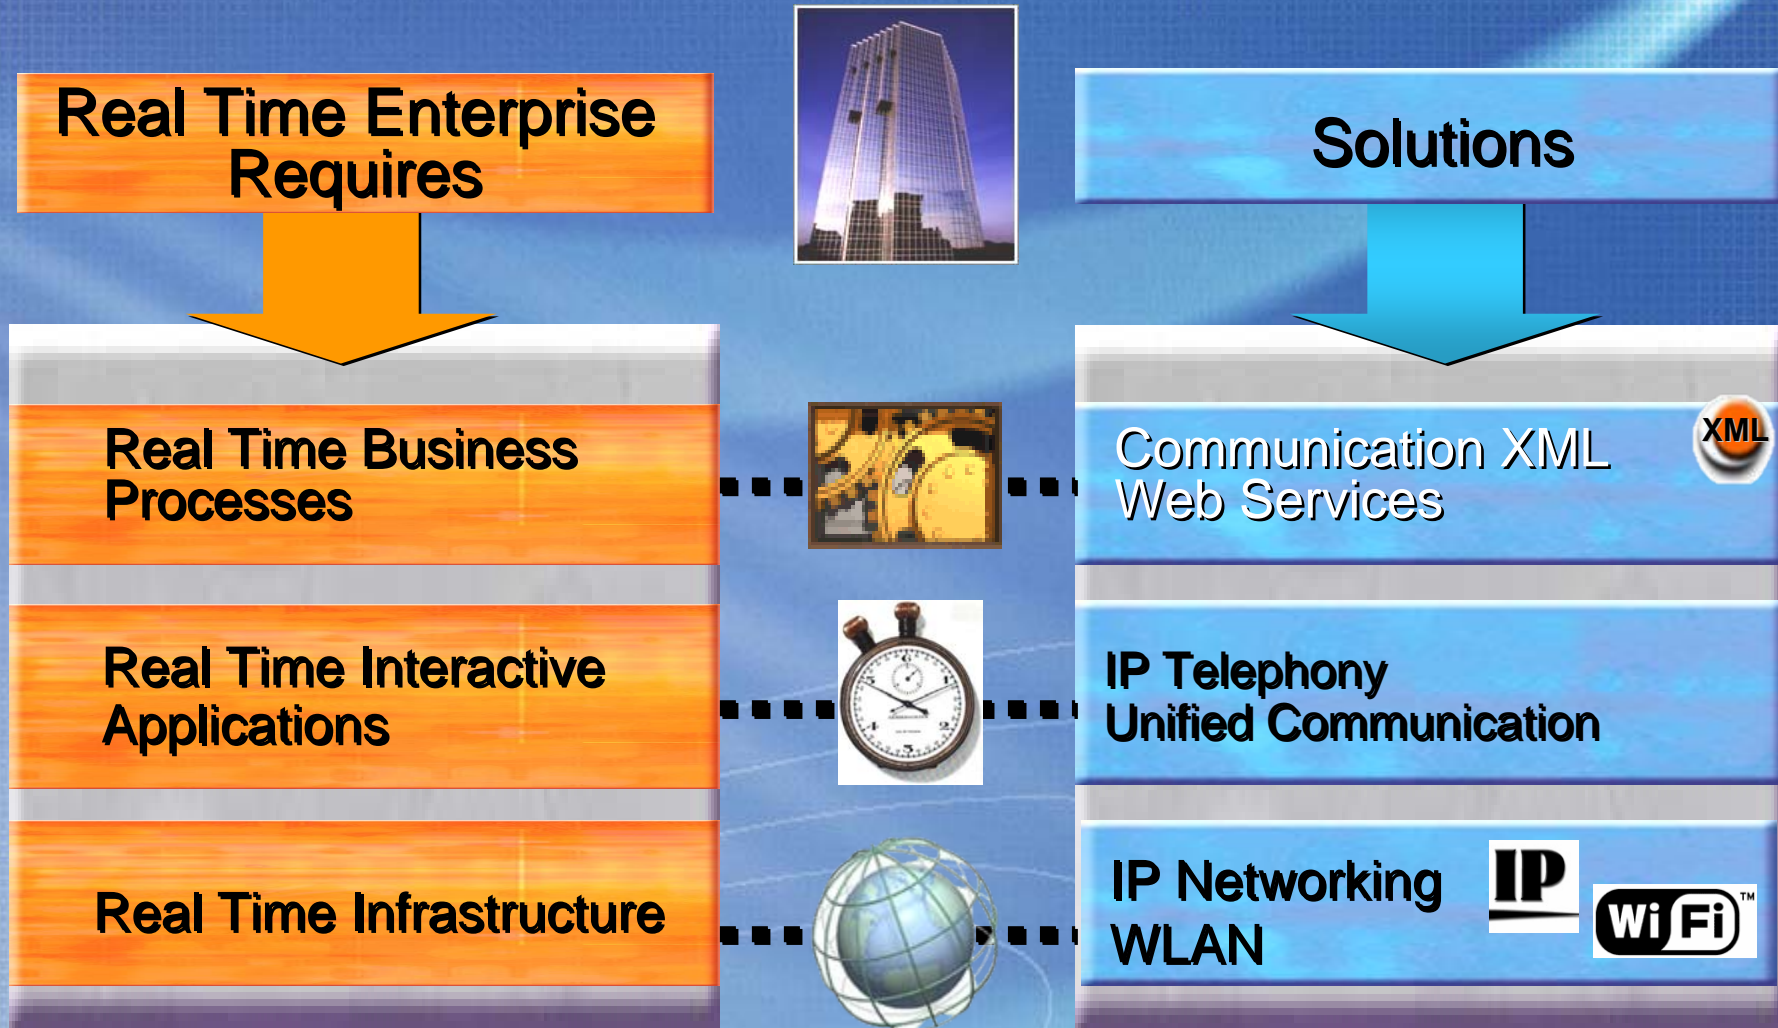 Real Time Enterprise
Requires
Solutions
Real Time Business
Processes
Communication XML
Web Services
XML
Real Time Interactive
Applications
IP Telephony
Unified Communication
Real Time Infrastructure
IP Networking
WLAN
IP
Wi Fi™